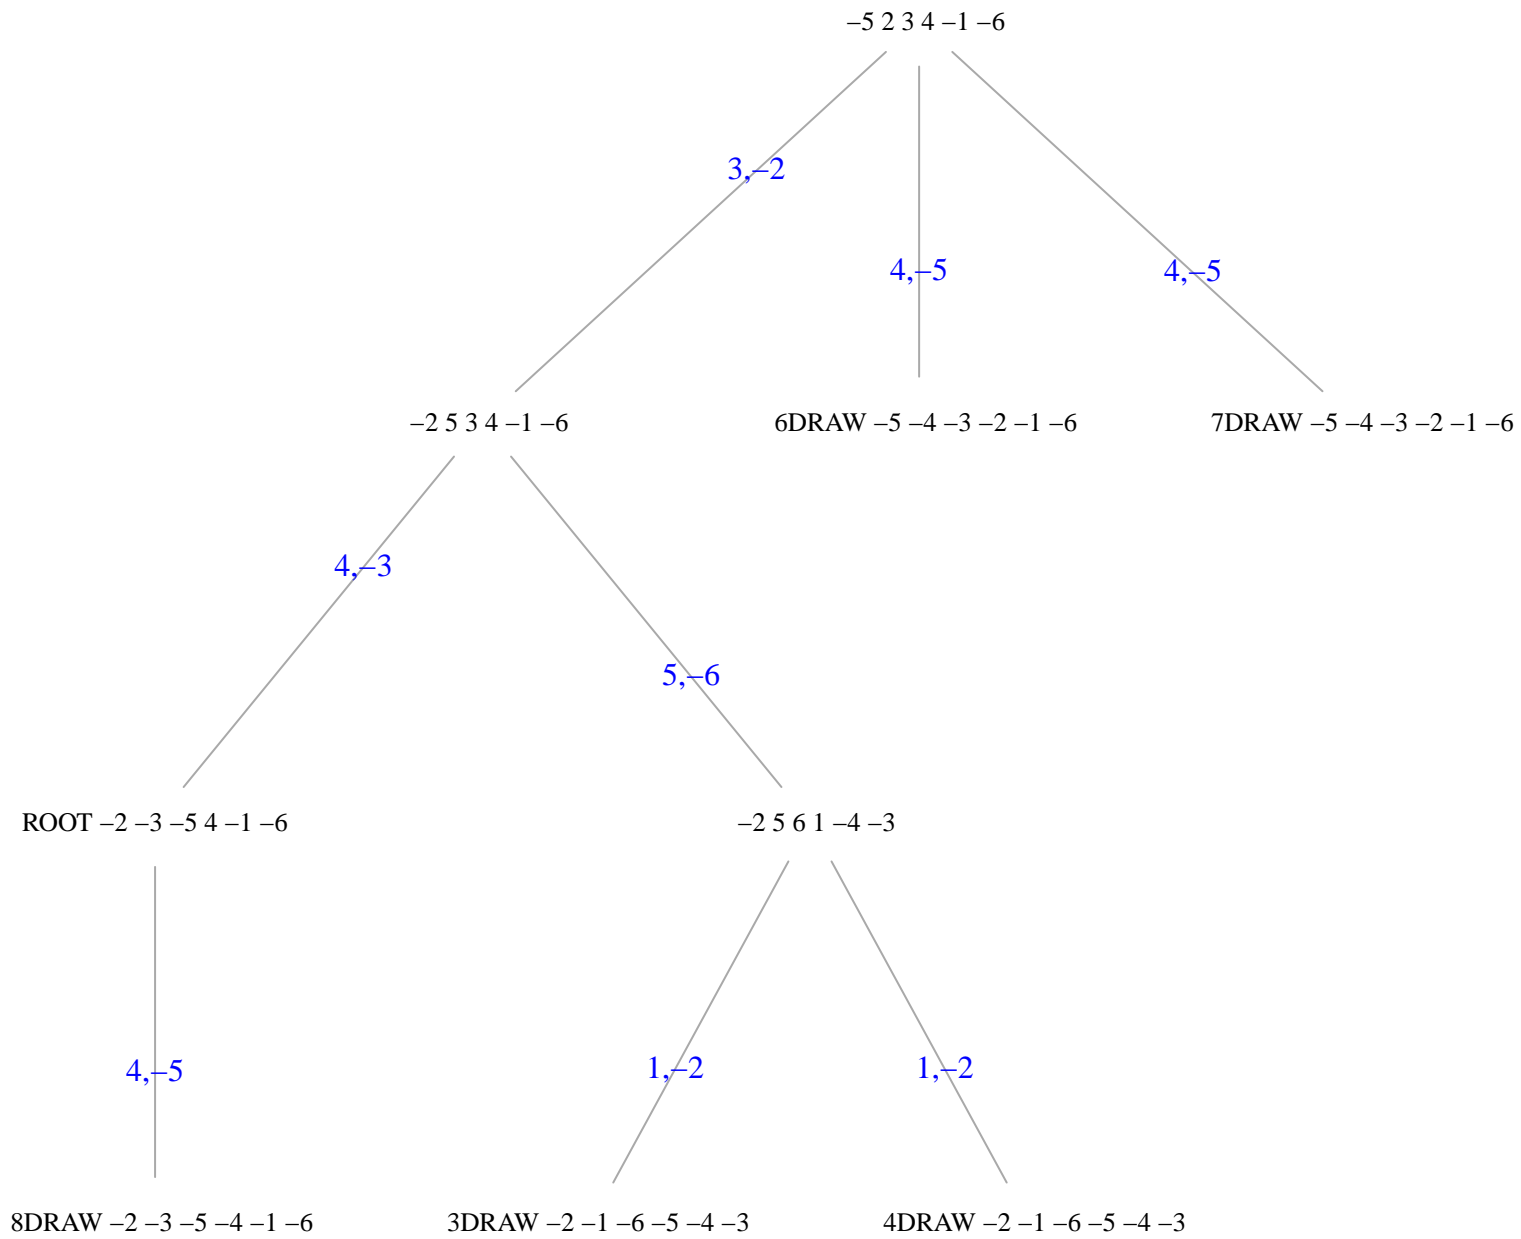 –5 2 3 4 –1 –6
3,–2
4,–5
4,–5
–2 5 3 4 –1 –6
6DRAW –5 –4 –3 –2 –1 –6
7DRAW –5 –4 –3 –2 –1 –6
4,–3
5,–6
ROOT –2 –3 –5 4 –1 –6
–2 5 6 1 –4 –3
4,–5
1,–2
1,–2
8DRAW –2 –3 –5 –4 –1 –6
3DRAW –2 –1 –6 –5 –4 –3
4DRAW –2 –1 –6 –5 –4 –3